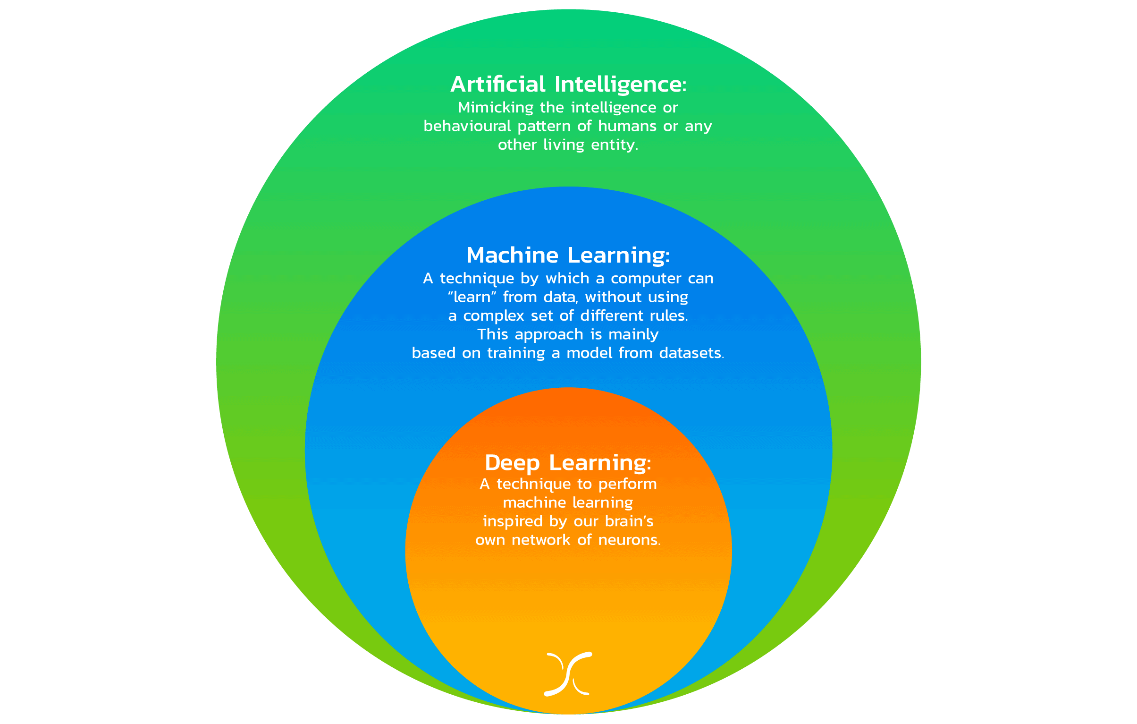 Artificial Intelligence:
Mimicking the intelligence or
behavioural pattern of humans or any
other living entity.
Machine Learning:
A technique by which a computer can
“learn” from data, without using
a complex set of different rules.
This approach is mainly
based on training a model from datasets.
Deep Learning:
A technique to perform
machine learning
inspired by our brain’s
own network of neurons.